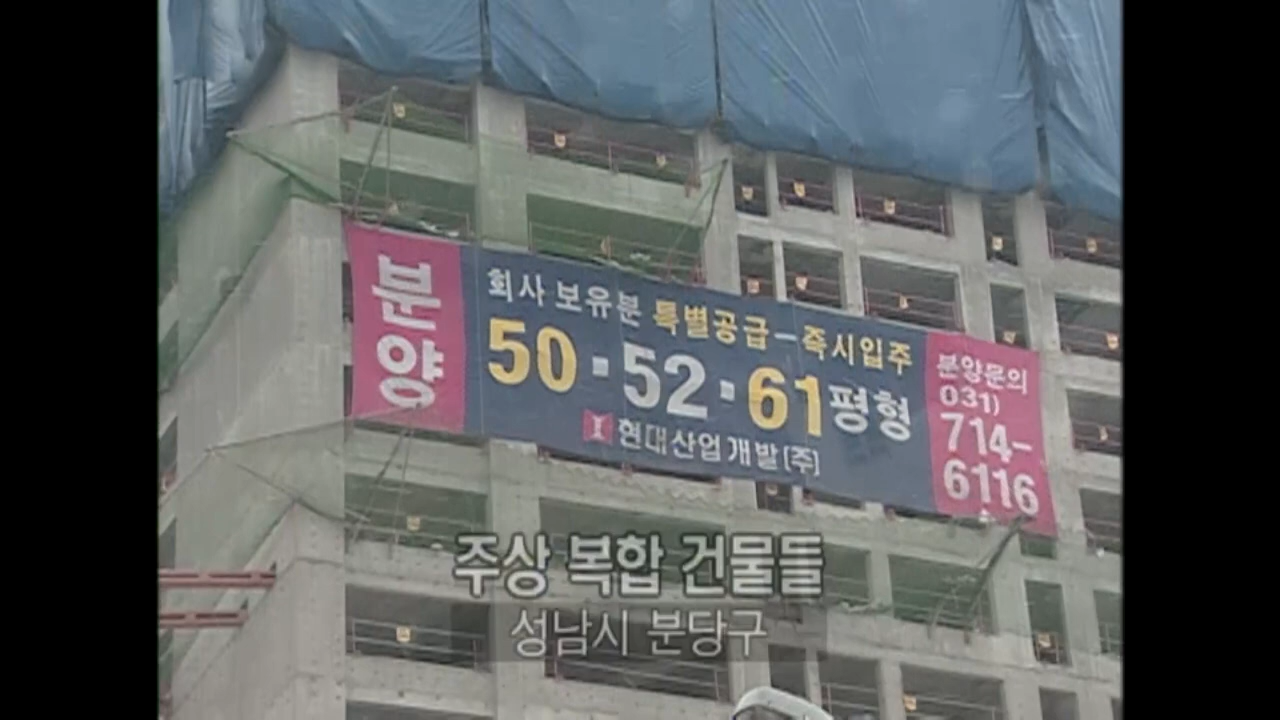 분양
회사 보유분 특별공급-즉시입주
50·52·61평형
현대산업개발(주)
분양문의
031)
714-
6116
주상 복합 건물들
성남시 분당구